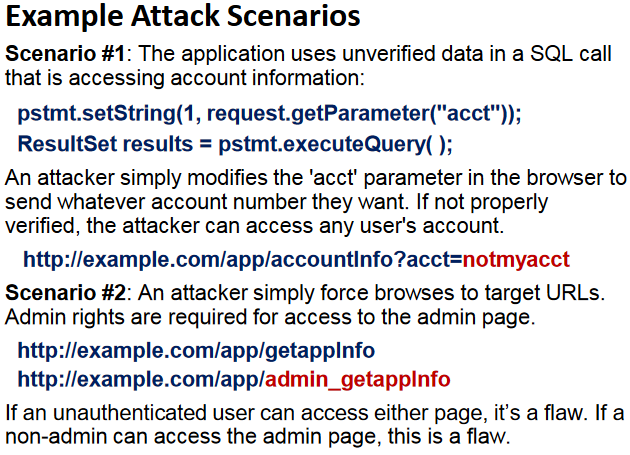 Example Attack Scenarios
Scenario #1: The application uses unverified data in a SQL call
that is accessing account information:
pstmt.setString(1, request.getParameter("acct"));
ResultSet results = pstmt.executeQuery( );
An attacker simply modifies the 'acct' parameter in the browser to
send whatever account number they want. If not properly
verified, the attacker can access any user's account.
http://example.com/app/accountInfo?acct=notmyacct
Scenario #2: An attacker simply force browses to target URLs.
Admin rights are required for access to the admin page.
http://example.com/app/getappInfo
http://example.com/app/admin_getappInfo
If an unauthenticated user can access either page, it’s a flaw. If a
non-admin can access the admin page, this is a flaw.